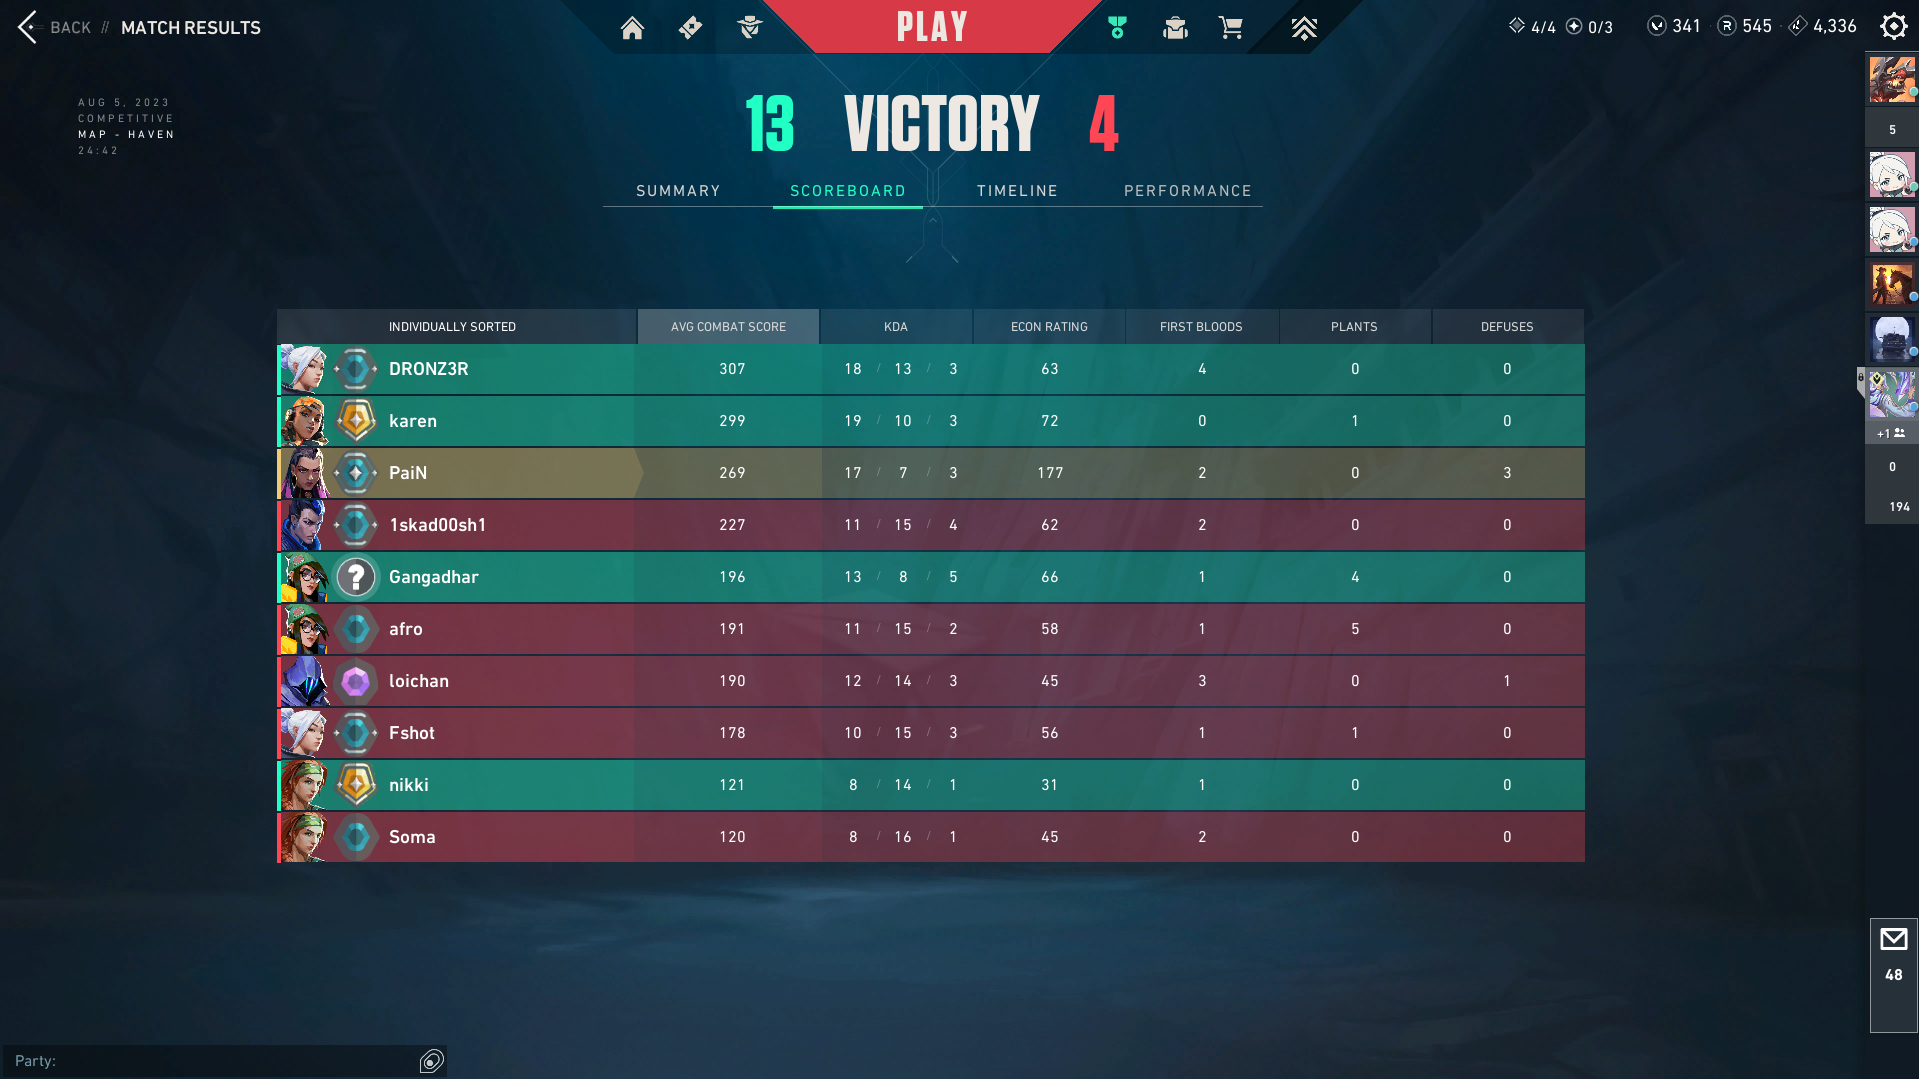 BACK // MATCH RESULTS
PLAY
4/4 0/3 341 545 4,336
AUG 5, 2023
COMPETITIVE
MAP - HAVEN
24:42
13 VICTORY 4
SUMMARY SCOREBOARD TIMELINE PERFORMANCE
INDIVIDUALLY SORTED AVG COMBAT SCORE KDA ECON RATING FIRST BLOODS PLANTS DEFUSES
DRONZ3R 307 18 / 13 / 3 63 4 0 0
karen 299 19 / 10 / 3 72 0 1 0
PaiN 269 17 / 7 / 3 177 2 0 3
1skad00sh1 227 11 / 15 / 4 62 2 0 0
? Gangadhar 196 13 / 8 / 5 66 1 4 0
afro 191 11 / 15 / 2 58 1 5 0
loichan 190 12 / 14 / 3 45 3 0 1
Fshot 178 10 / 15 / 3 56 1 1 0
nikki 121 8 / 14 / 1 31 1 0 0
Soma 120 8 / 16 / 1 45 2 0 0
5
+1
0
194
48
Party: